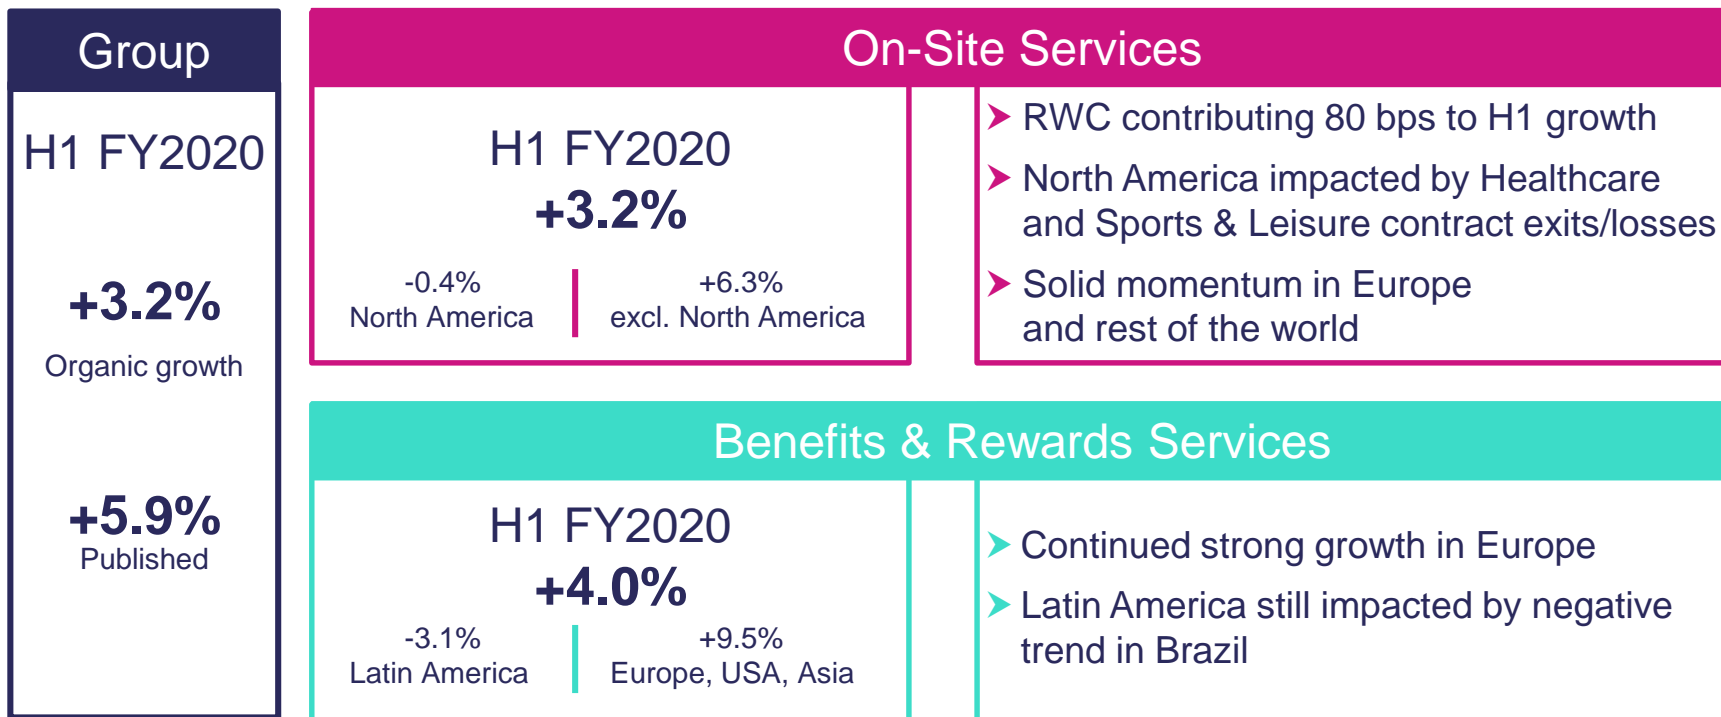 Group
H1 FY2020
+3.2%
Organic growth
+5.9%
Published
On-Site Services
H1 FY2020
+3.2%
-0.4%
North America
+6.3%
excl. North America
RWC contributing 80 bps to H1 growth
North America impacted by Healthcare
and Sports & Leisure contract exits/losses
Solid momentum in Europe
and rest of the world
Benefits & Rewards Services
H1 FY2020
+4.0%
-3.1%
Latin America
+9.5%
Europe, USA, Asia
Continued strong growth in Europe
Latin America still impacted by negative
trend in Brazil